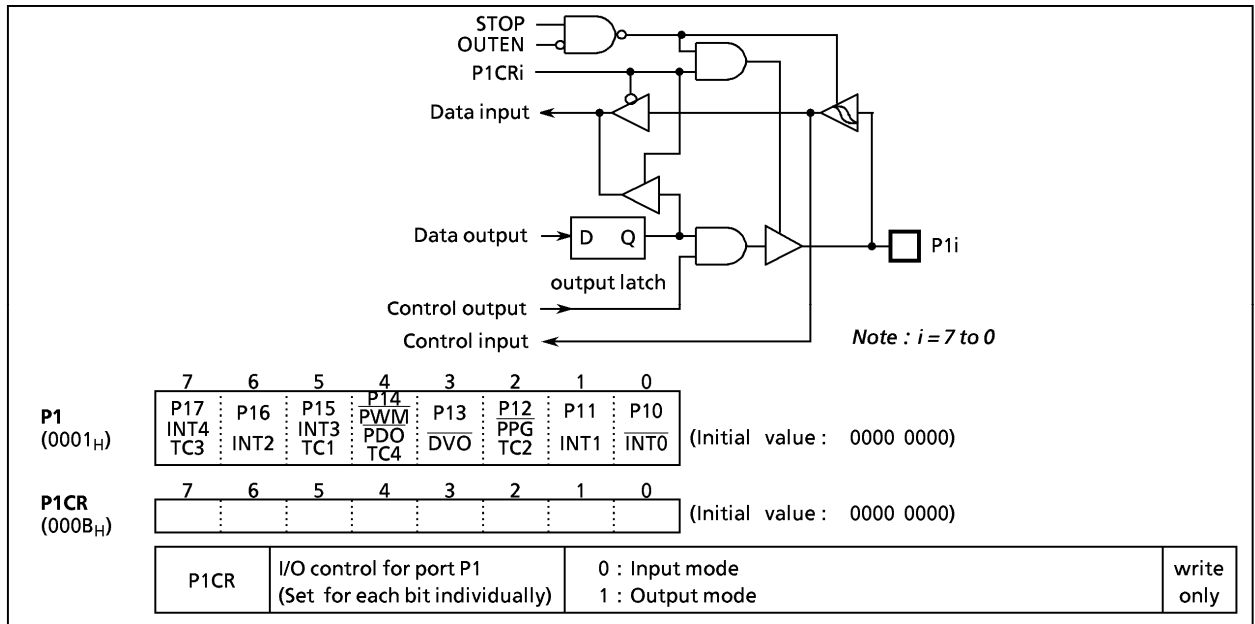 STOP
OUTEN
P1CRi
Data input
Data output
D Q
P1i
output latch
Control output
Control input
Note : i = 7 to 0
7 6 5 4 3 2 1 0
P1
(0001H)
P17
INT4
TC3
P16
INT2
P15
INT3
TC1
P14
PWM
PDO
TC4
P13
DVO
P12
PPG
TC2
P11
INT1
P10
INT0
(Initial value : 0000 0000)
7 6 5 4 3 2 1 0
P1CR
(000BH)
(Initial value : 0000 0000)
P1CR
I/O control for port P1
(Set for each bit individually)
0 : Input mode
1 : Output mode
write
only